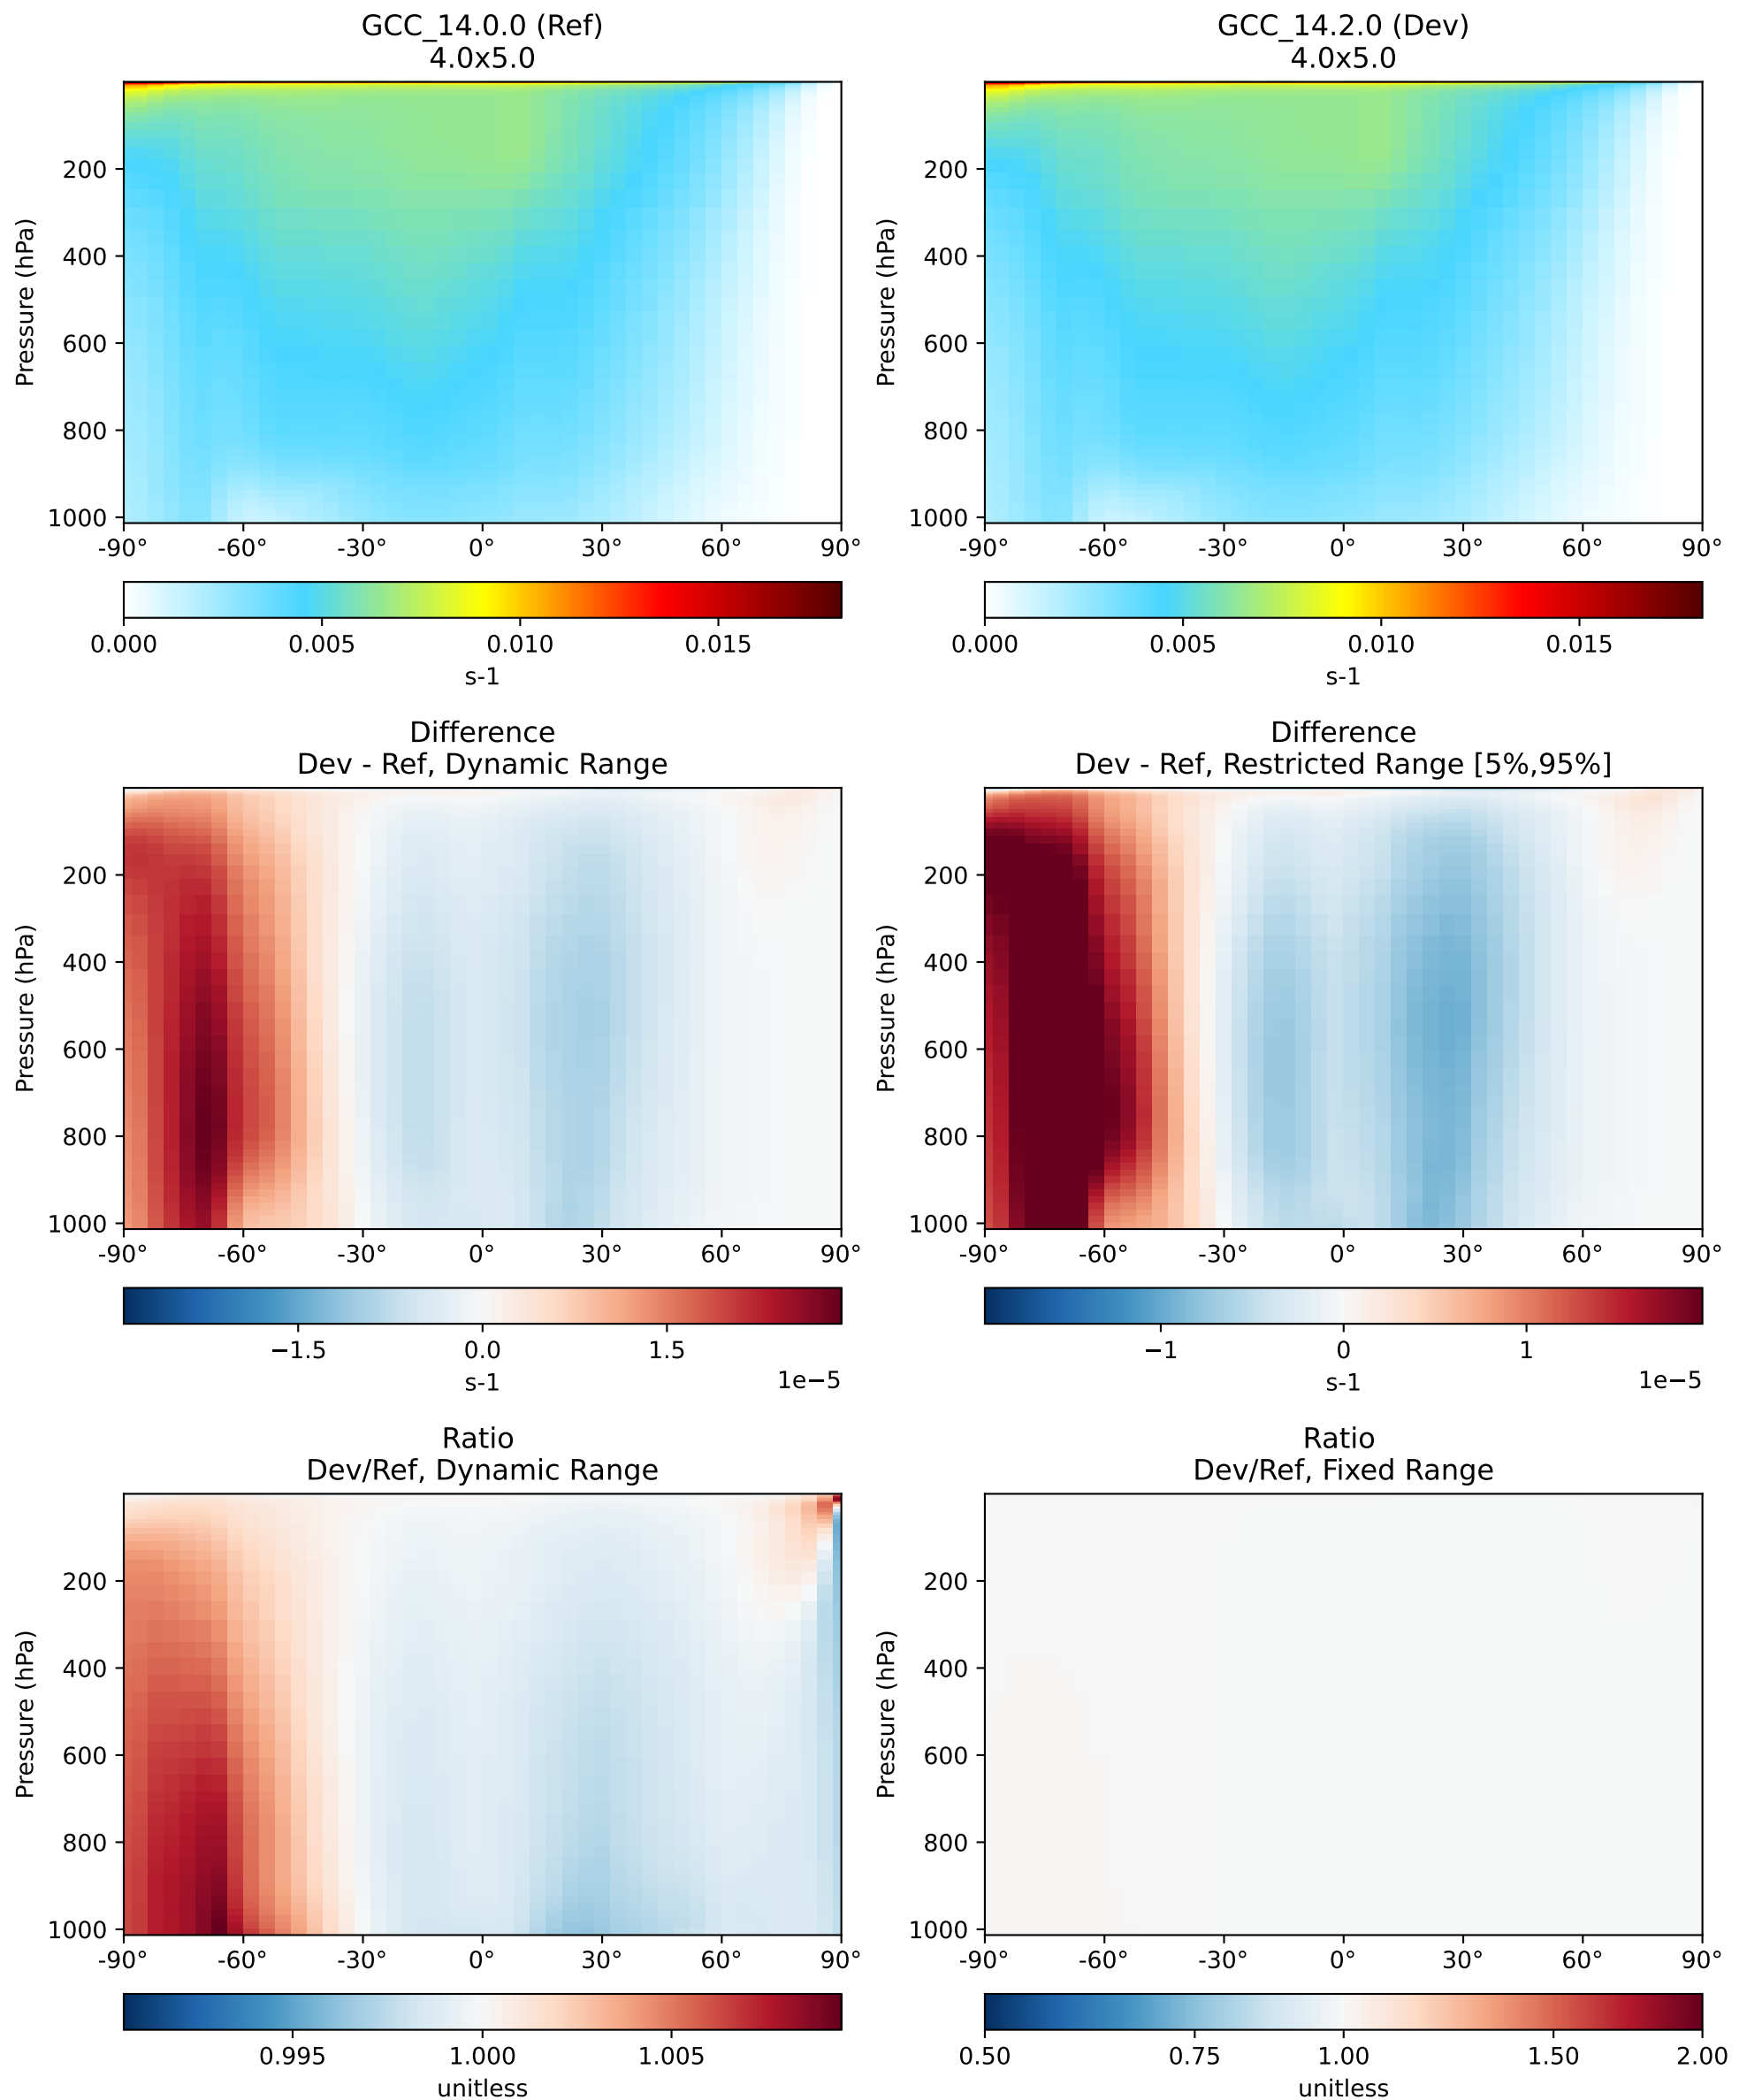 GCC_14.0.0 (Ref)
4.0x5.0
Pressure (hPa)
200
400
600
800
1000
-90° -60° -30° 0° 30° 60° 90°
0.000 0.005 0.010 0.015
s-1
GCC_14.2.0 (Dev)
4.0x5.0
Pressure (hPa)
200
400
600
800
1000
-90° -60° -30° 0° 30° 60° 90°
0.000 0.005 0.010 0.015
s-1
Difference
Dev - Ref, Dynamic Range
Pressure (hPa)
200
400
600
800
1000
-90° -60° -30° 0° 30° 60° 90°
−1.5 0.0 1.5
s-1 1e−5
Difference
Dev - Ref, Restricted Range [5%,95%]
Pressure (hPa)
200
400
600
800
1000
-90° -60° -30° 0° 30° 60° 90°
−1 0 1
s-1 1e−5
Ratio
Dev/Ref, Dynamic Range
Pressure (hPa)
200
400
600
800
1000
-90° -60° -30° 0° 30° 60° 90°
0.995 1.000 1.005
unitless
Ratio
Dev/Ref, Fixed Range
Pressure (hPa)
200
400
600
800
1000
-90° -60° -30° 0° 30° 60° 90°
0.50 0.75 1.00 1.50 2.00
unitless